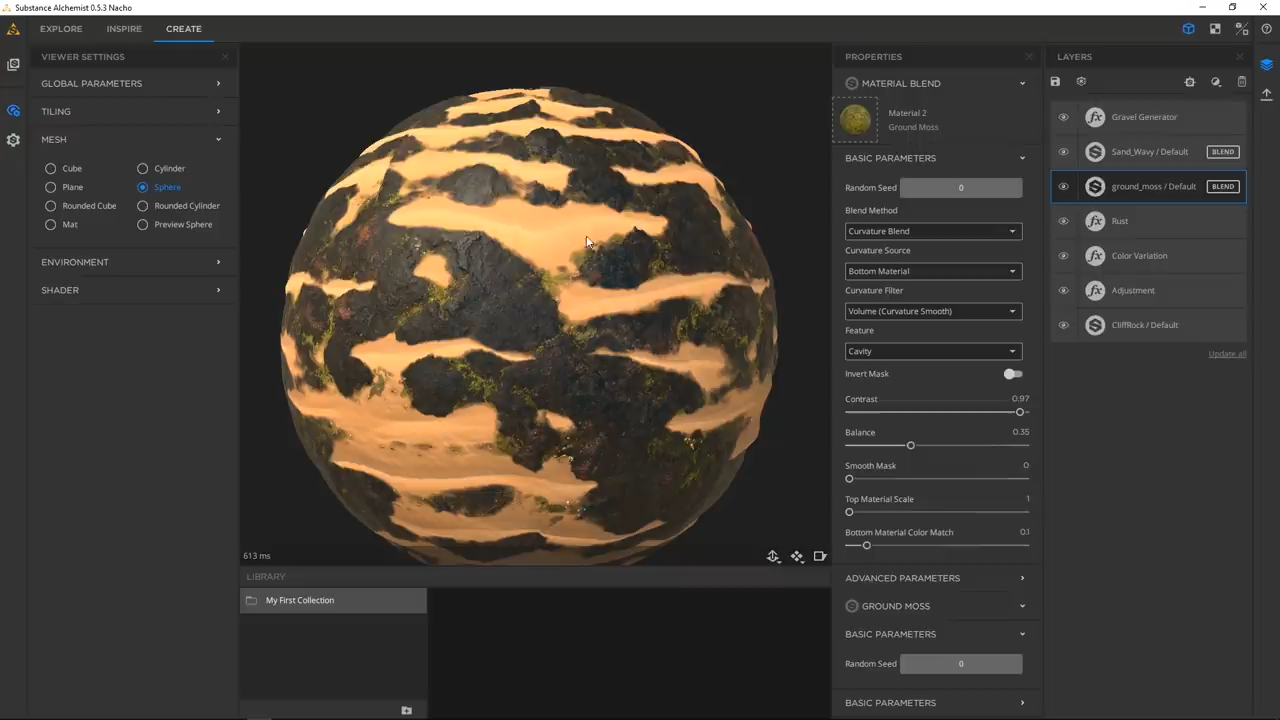 Substance Alchemist 0.5.3 Nacho
EXPLORE
INSPIRE
CREATE
VIEWER SETTINGS
GLOBAL PARAMETERS
TILING
MESH
Cube
Cylinder
Plane
Sphere
Rounded Cube
Rounded Cylinder
Mat
Preview Sphere
ENVIRONMENT
SHADER
613 ms
LIBRARY
My First Collection
PROPERTIES
MATERIAL BLEND
Material 2
Ground Moss
BASIC PARAMETERS
Random Seed 0
Blend Method
Curvature Blend
Curvature Source
Bottom Material
Curvature Filter
Volume (Curvature Smooth)
Feature
Cavity
Invert Mask
Contrast 0.97
Balance 0.35
Smooth Mask 0
Top Material Scale 1
Bottom Material Color Match 0.1
ADVANCED PARAMETERS
GROUND MOSS
BASIC PARAMETERS
Random Seed 0
BASIC PARAMETERS
LAYERS
fx Gravel Generator
Sand_Wavy / Default BLEND
ground_moss / Default BLEND
fx Rust
fx Color Variation
fx Adjustment
CliffRock / Default
Update all